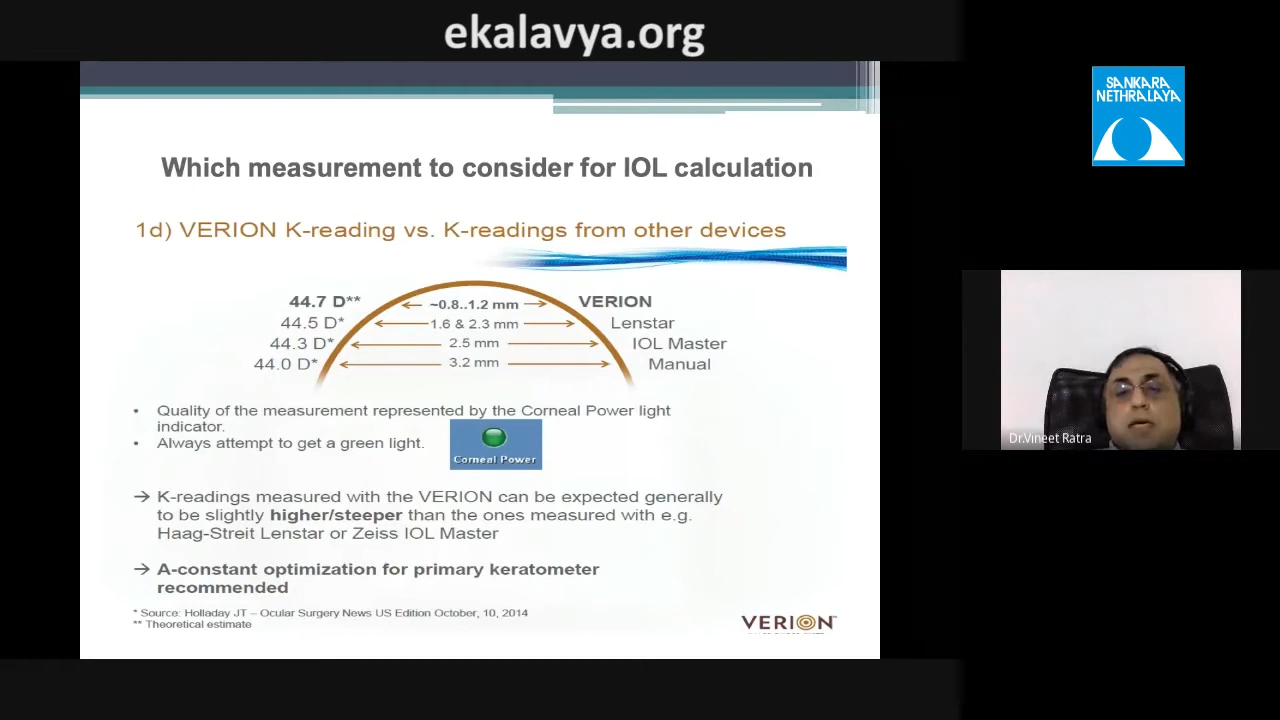 ekalavya.org
SANKARA
NETHRALAYA
Which measurement to consider for IOL calculation
1d) VERION K-reading vs. K-readings from other devices
44.7 D** ~0.8..1.2 mm VERION
44.5 D* 1.6 & 2.3 mm Lenstar
44.3 D* 2.5 mm IOL Master
44.0 D* 3.2 mm Manual
• Quality of the measurement represented by the Corneal Power light
indicator.
• Always attempt to get a green light.
Corneal Power
→ K-readings measured with the VERION can be expected generally
to be slightly higher/steeper than the ones measured with e.g.
Haag-Streit Lenstar or Zeiss IOL Master
→ A-constant optimization for primary keratometer
recommended
* Source: Holladay JT – Ocular Surgery News US Edition October, 10, 2014
** Theoretical estimate
VERION™
Dr.Vineet Ratra